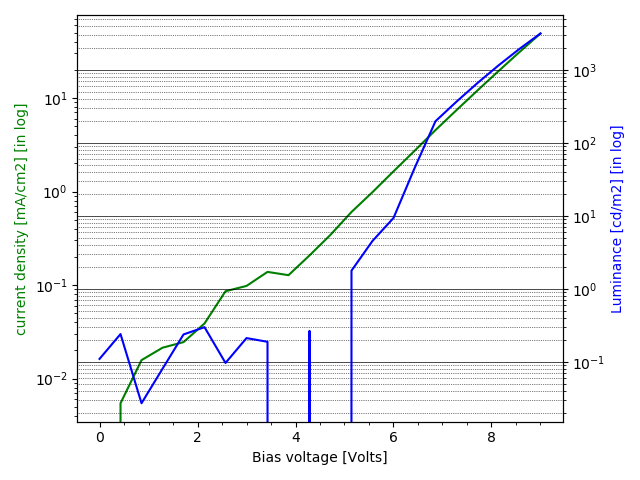 current density [mA/cm2] [in log]
10¹
10⁰
10⁻¹
10⁻²
10³
10²
10¹
10⁰
10⁻¹
Luminance [cd/m2] [in log]
0 2 4 6 8
Bias voltage [Volts]